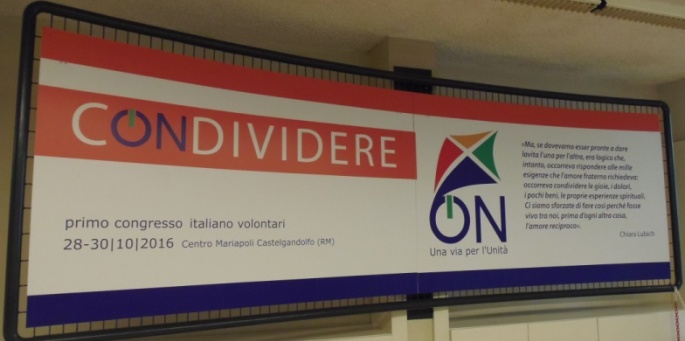 CONDIVIDERE
primo congresso italiano volontari
28-30|10|2016 Centro Mariapoli Castelgandolfo (RM)
ON
Una via per l'Unità
«Ma, se dovevamo esser pronte a dare
lavita l'una per l'altra, era logico che,
intanto, occorreva rispondere alle mille
esigenze che l'amore fraterno richiedeva:
occorreva condividere le gioie, i dolori,
i pochi beni, le proprie esperienze spirituali.
Ci siamo sforzate di fare così perché fosse
vivo tra noi, prima d'ogni altra cosa,
l'amore reciproco».
Chiara Lubich